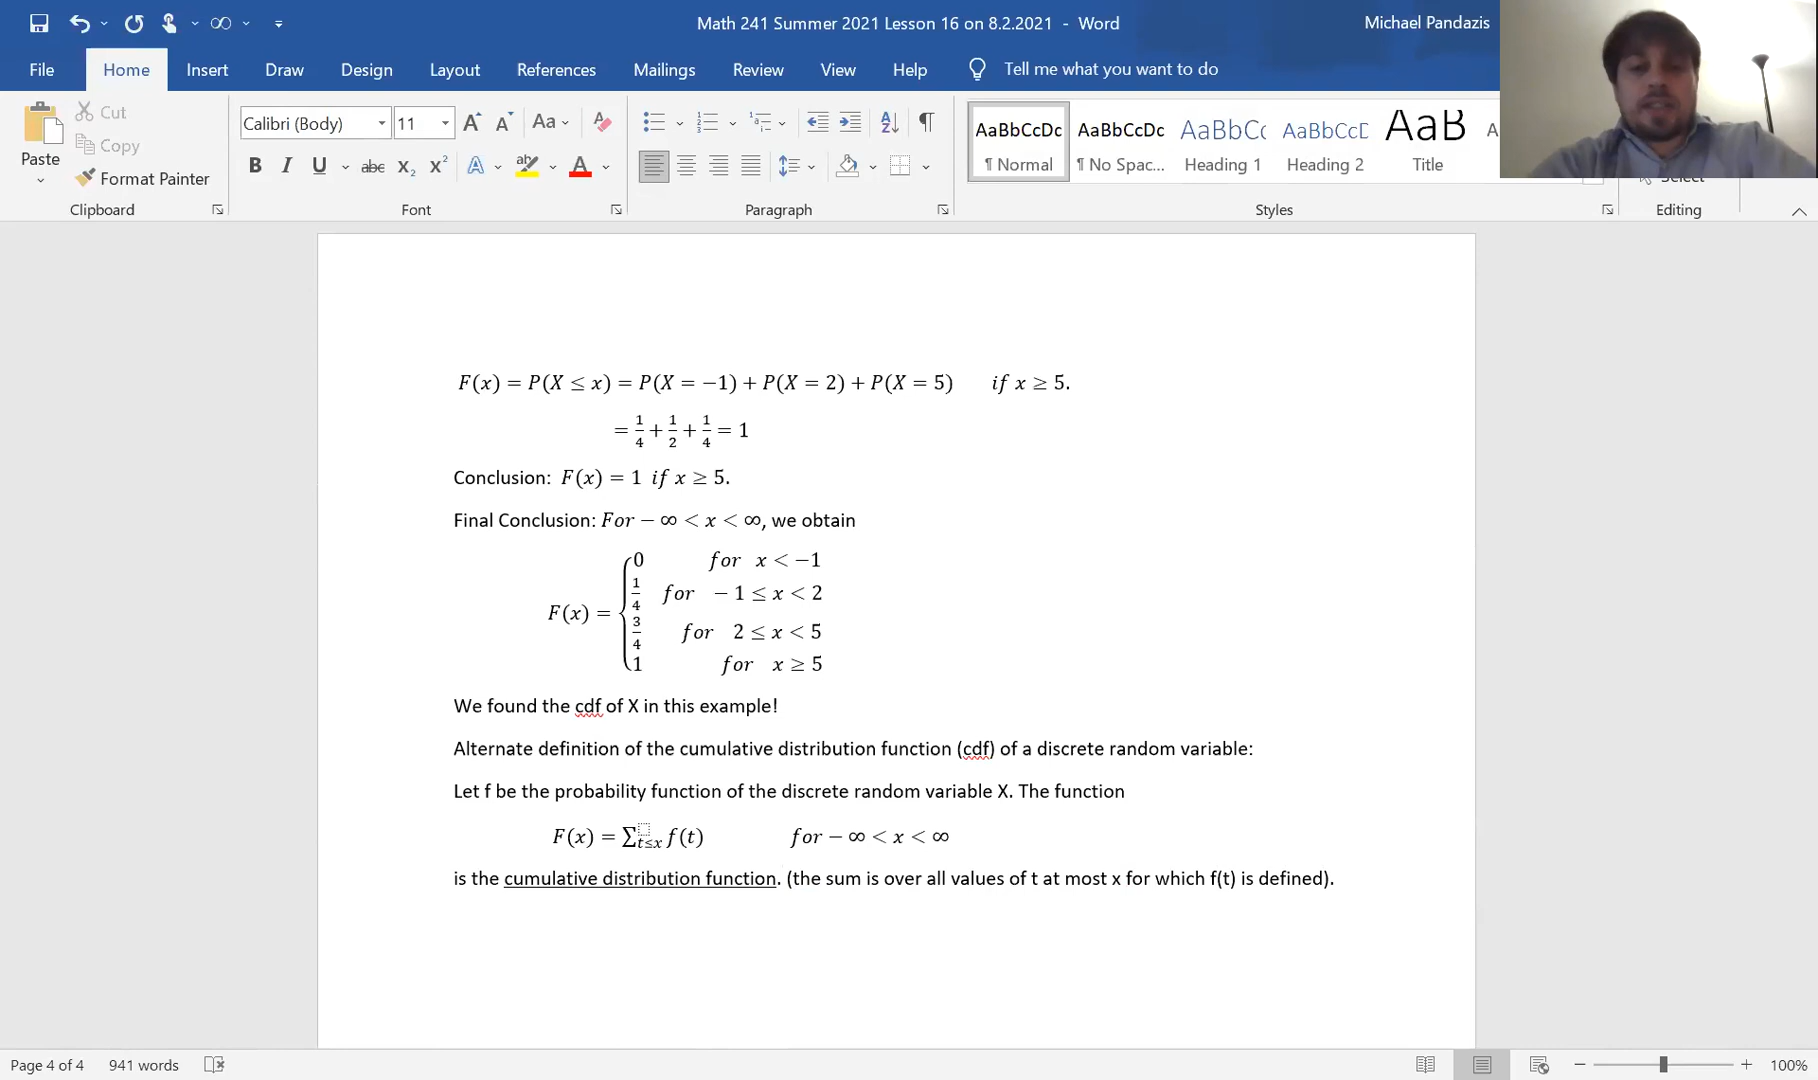 Math 241 Summer 2021 Lesson 16 on 8.2.2021 - Word
Michael Pandazis
File Home Insert Draw Design Layout References Mailings Review View Help Tell me what you want to do
Paste
Cut
Copy
Format Painter
Clipboard
Calibri (Body) 11 A A Aa A
B I U abc x₂ x² A ab A
Font
A Z ¶
Paragraph
AaBbCcDc AaBbCcDc AaBbCc AaBbCcD AaB A
¶ Normal ¶ No Spac... Heading 1 Heading 2 Title
Styles
Select
Editing
F(x) = P(X ≤ x) = P(X = −1) + P(X = 2) + P(X = 5) if x ≥ 5.
= 1/4 + 1/2 + 1/4 = 1
Conclusion: F(x) = 1 if x ≥ 5.
Final Conclusion: For − ∞ < x < ∞, we obtain
F(x) = {
0 for x < −1
1/4 for − 1 ≤ x < 2
3/4 for 2 ≤ x < 5
1 for x ≥ 5
We found the cdf of X in this example!
Alternate definition of the cumulative distribution function (cdf) of a discrete random variable:
Let f be the probability function of the discrete random variable X. The function
F(x) = ∑t≤x f(t) for − ∞ < x < ∞
is the cumulative distribution function. (the sum is over all values of t at most x for which f(t) is defined).
Page 4 of 4 941 words 100%